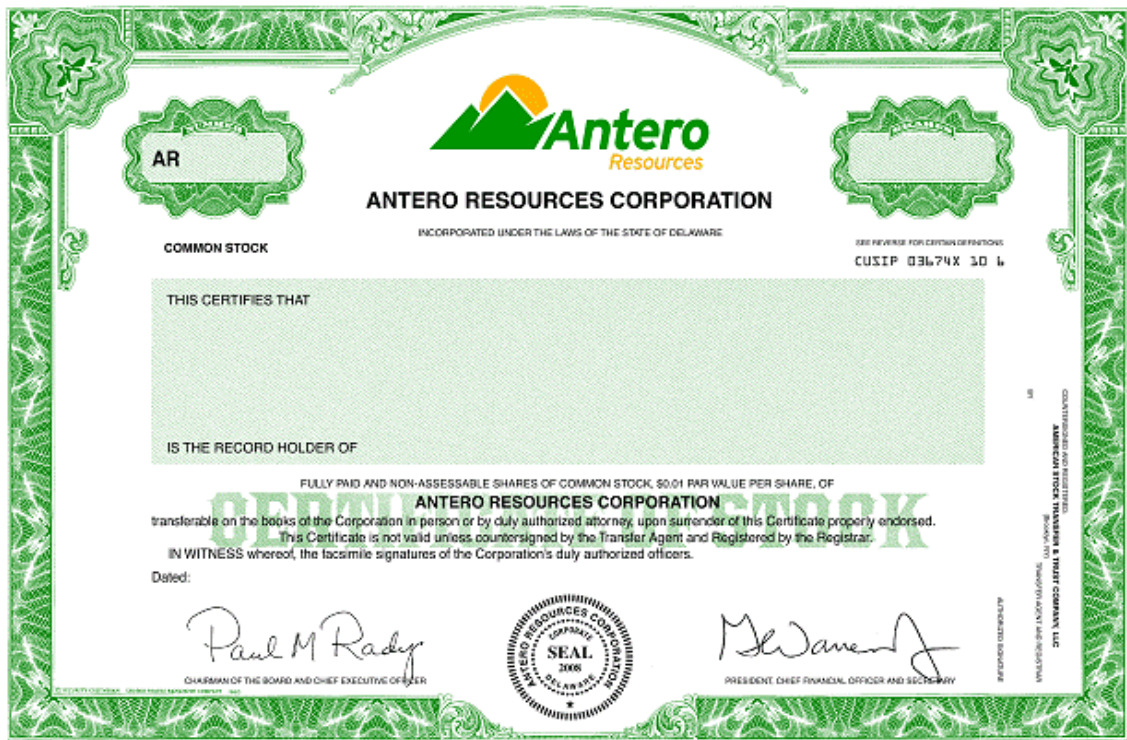 NUMBER
SHARES
AR
Antero
Resources
ANTERO RESOURCES CORPORATION
INCORPORATED UNDER THE LAWS OF THE STATE OF DELAWARE
COMMON STOCK
SEE REVERSE FOR CERTAIN DEFINITIONS
CUSIP 03674X 10 6
THIS CERTIFIES THAT
IS THE RECORD HOLDER OF
FULLY PAID AND NON-ASSESSABLE SHARES OF COMMON STOCK, $0.01 PAR VALUE PER SHARE, OF
ANTERO RESOURCES CORPORATION
transferable on the books of the Corporation in person or by duly authorized attorney, upon surrender of this Certificate properly endorsed.
This Certificate is not valid unless countersigned by the Transfer Agent and Registered by the Registrar.
IN WITNESS whereof, the facsimile signatures of the Corporation's duly authorized officers.
Dated:
Paul M Rady
CHAIRMAN OF THE BOARD AND CHIEF EXECUTIVE OFFICER
ANTERO RESOURCES CORPORATION
CORPORATE
SEAL
2008
DELAWARE
PRESIDENT, CHIEF FINANCIAL OFFICER AND SECRETARY
COUNTERSIGNED AND REGISTERED:
AMERICAN STOCK TRANSFER & TRUST COMPANY, LLC
(Brooklyn, NY) TRANSFER AGENT AND REGISTRAR
BY
AUTHORIZED SIGNATURE